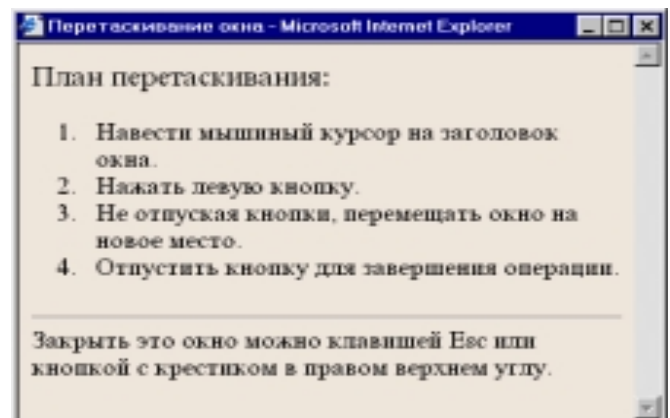 Перетаскивание окна - Microsoft Internet Explorer
План перетаскивания:
1. Навести мышиный курсор на заголовок
окна.
2. Нажать левую кнопку.
3. Не отпуская кнопки, перемещать окно на
новое место.
4. Отпустить кнопку для завершения операции.
Закрыть это окно можно клавишей Esc или
кнопкой с крестиком в правом верхнем углу.